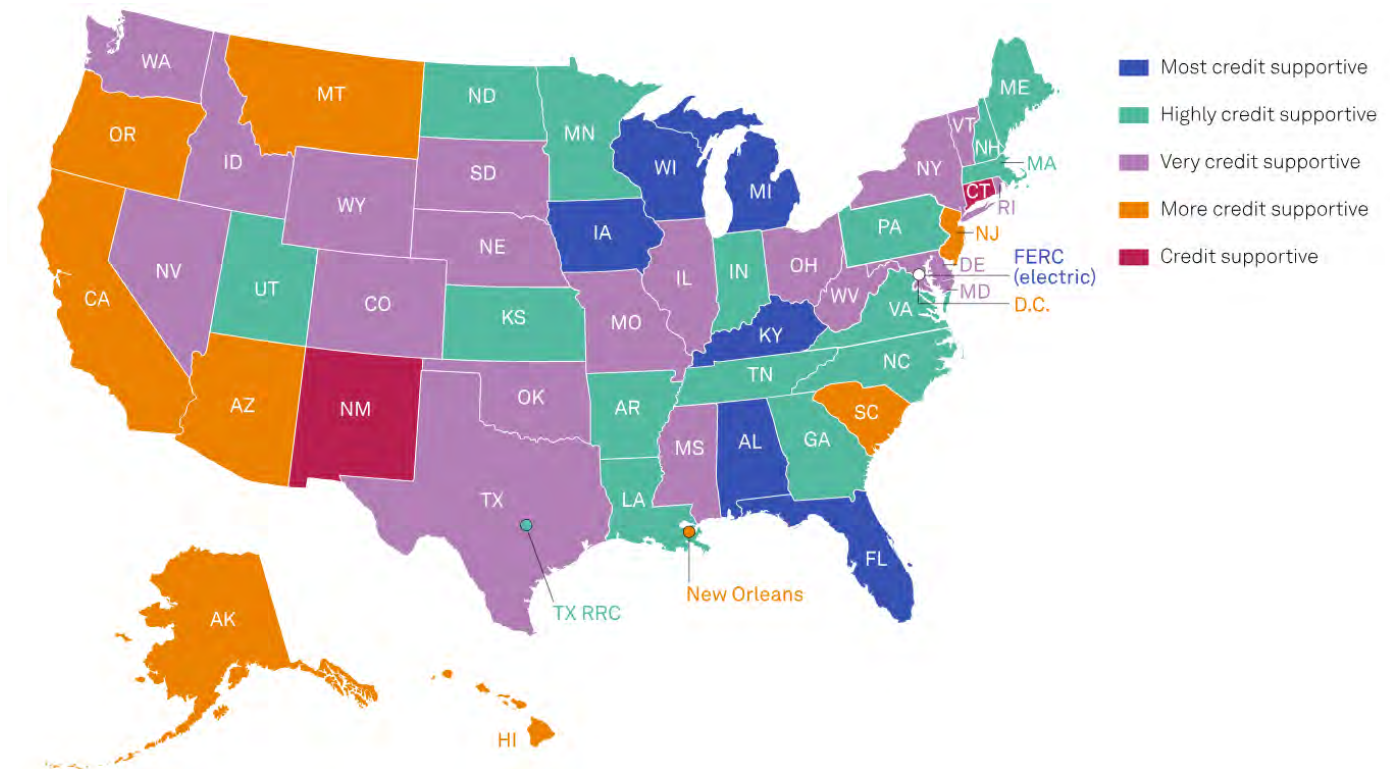 WA
MT
ND
MN
ME
OR
ID
SD
WI
MI
NY
VT
NH
MA
WY
CT
RI
NV
NE
IA
PA
NJ
CA
UT
CO
IL
IN
OH
DE
FERC
(electric)
KS
MO
WV
MD
VA
D.C.
KY
AZ
NM
OK
AR
TN
NC
SC
MS
AL
GA
TX
LA
FL
New Orleans
TX RRC
AK
HI
Most credit supportive
Highly credit supportive
Very credit supportive
More credit supportive
Credit supportive